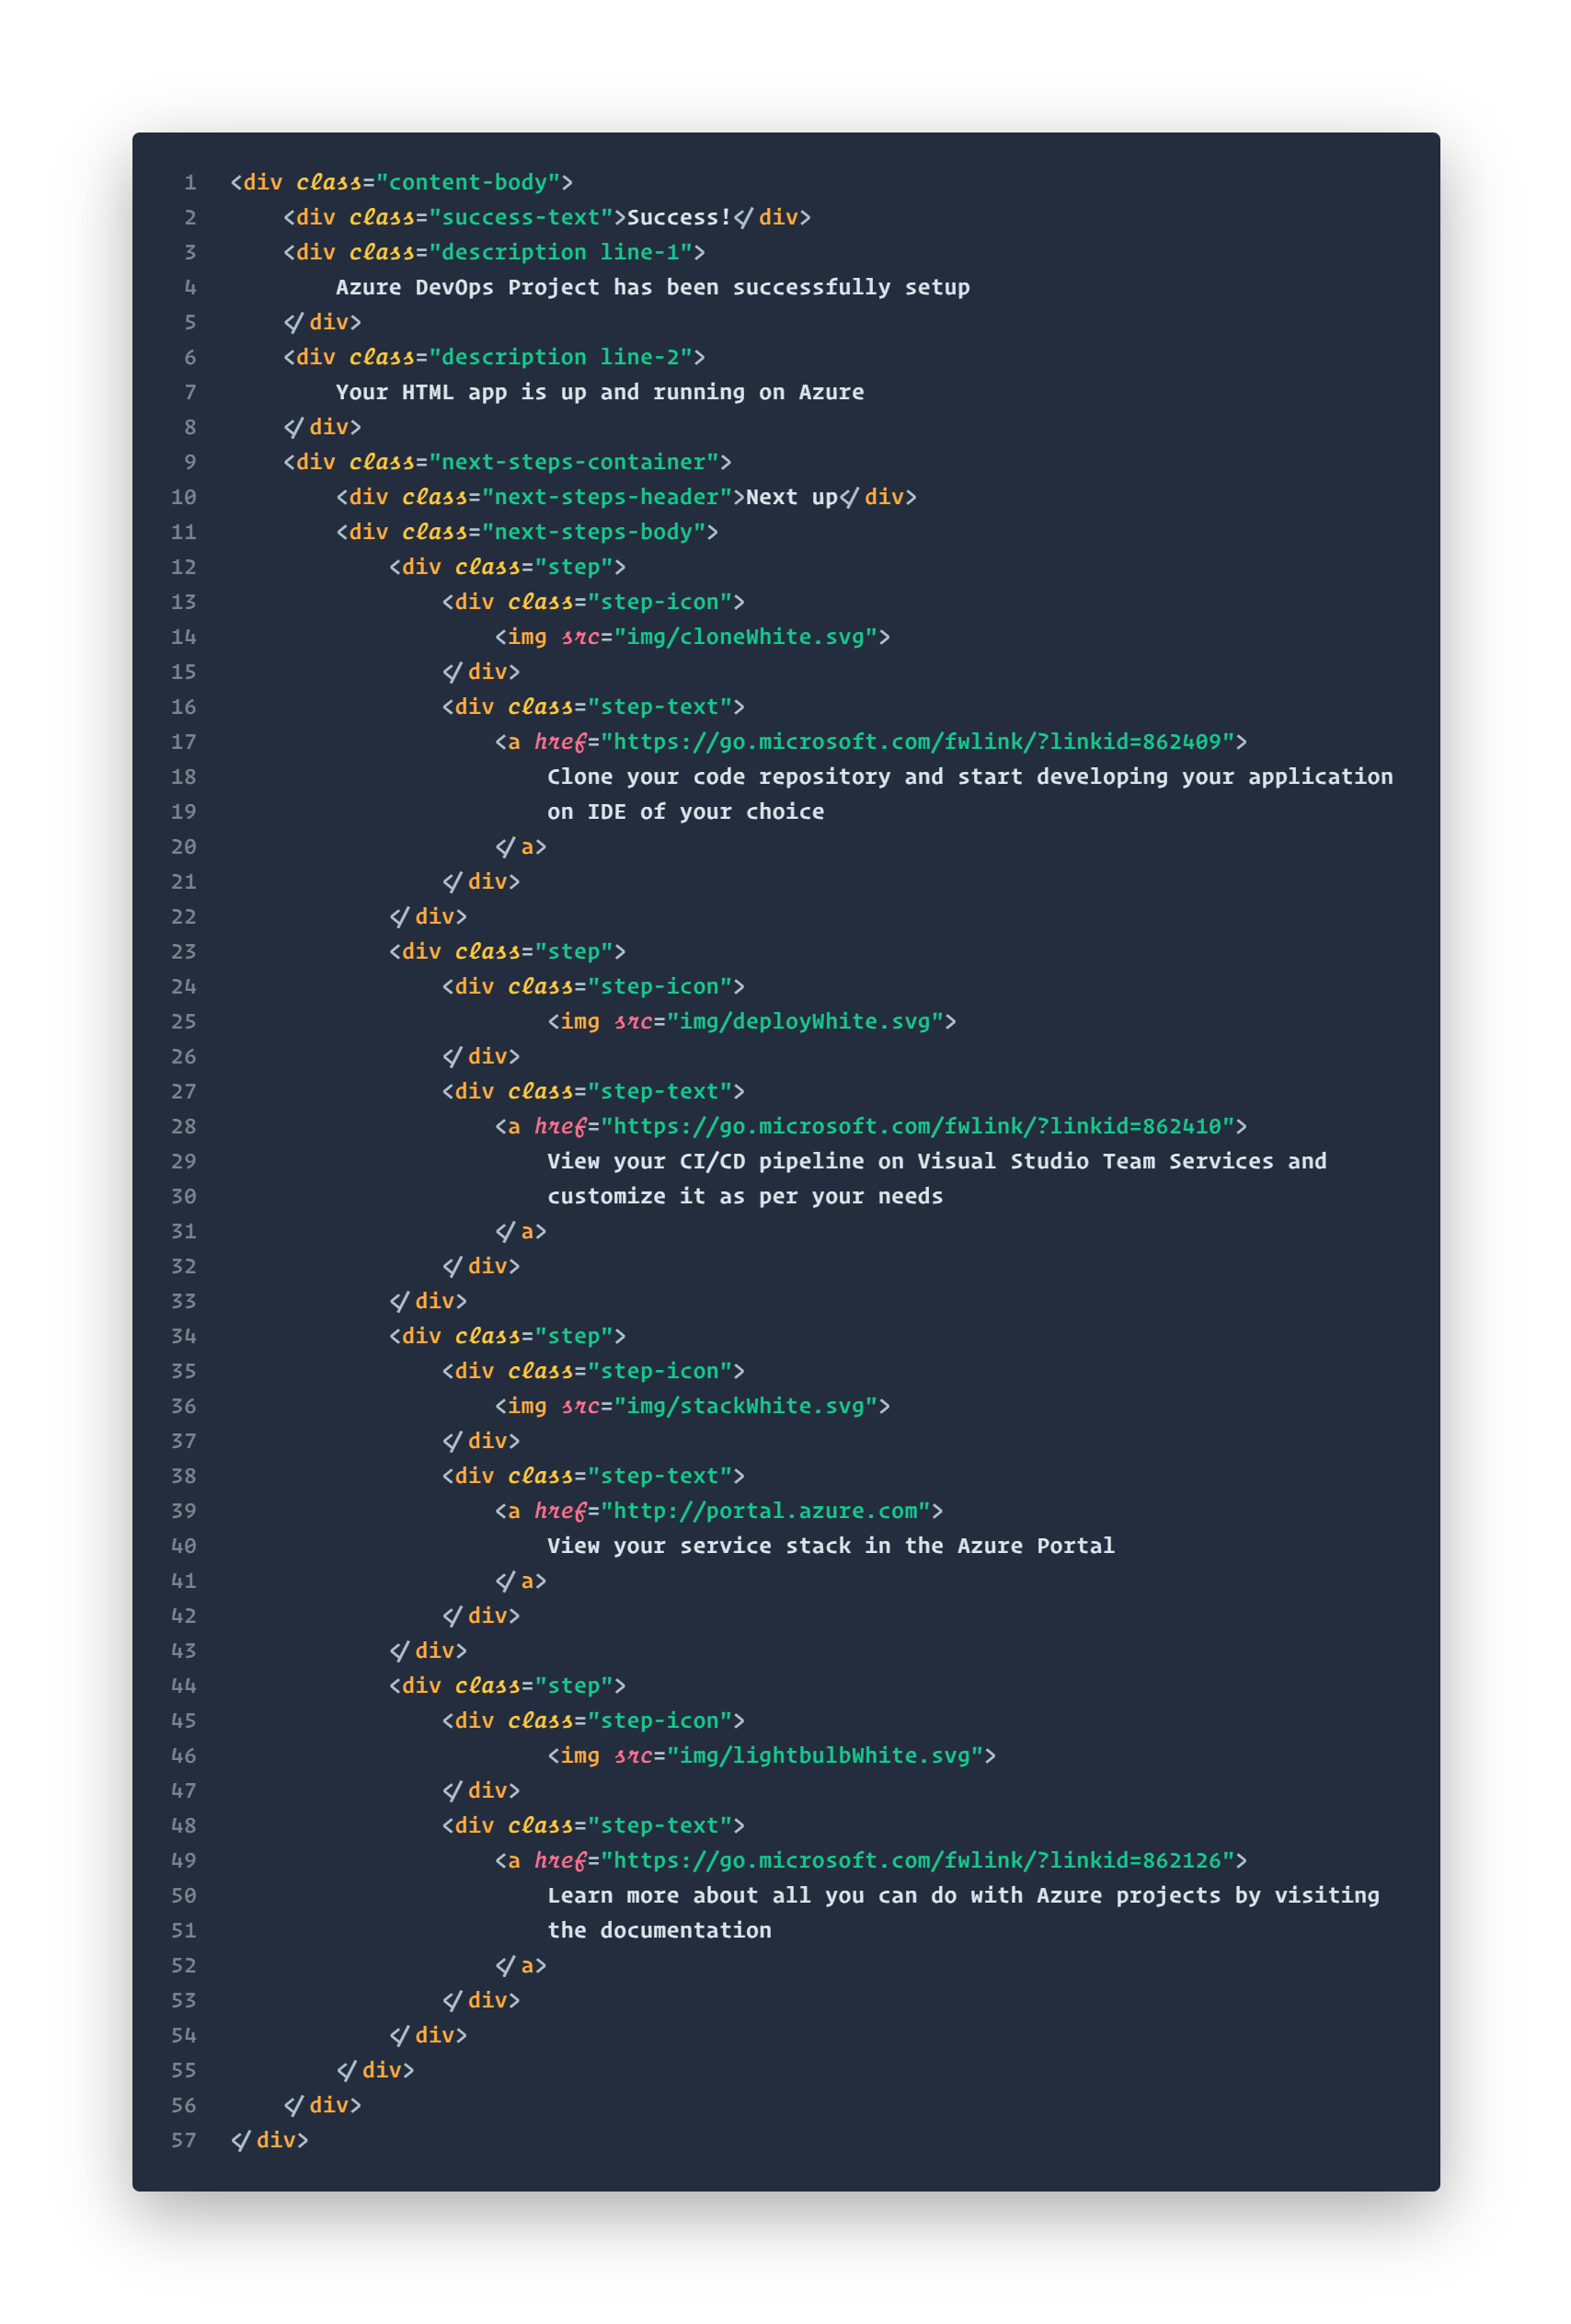 1 <div class="content-body">
2     <div class="success-text">Success!</div>
3     <div class="description line-1">
4         Azure DevOps Project has been successfully setup
5     </div>
6     <div class="description line-2">
7         Your HTML app is up and running on Azure
8     </div>
9     <div class="next-steps-container">
10         <div class="next-steps-header">Next up</div>
11         <div class="next-steps-body">
12             <div class="step">
13                 <div class="step-icon">
14                     <img src="img/cloneWhite.svg">
15                 </div>
16                 <div class="step-text">
17                     <a href="https://go.microsoft.com/fwlink/?linkid=862409">
18                         Clone your code repository and start developing your application
19                         on IDE of your choice
20                     </a>
21                 </div>
22             </div>
23             <div class="step">
24                 <div class="step-icon">
25                         <img src="img/deployWhite.svg">
26                 </div>
27                 <div class="step-text">
28                     <a href="https://go.microsoft.com/fwlink/?linkid=862410">
29                         View your CI/CD pipeline on Visual Studio Team Services and
30                         customize it as per your needs
31                     </a>
32                 </div>
33             </div>
34             <div class="step">
35                 <div class="step-icon">
36                     <img src="img/stackWhite.svg">
37                 </div>
38                 <div class="step-text">
39                     <a href="http://portal.azure.com">
40                         View your service stack in the Azure Portal
41                     </a>
42                 </div>
43             </div>
44             <div class="step">
45                 <div class="step-icon">
46                         <img src="img/lightbulbWhite.svg">
47                 </div>
48                 <div class="step-text">
49                     <a href="https://go.microsoft.com/fwlink/?linkid=862126">
50                         Learn more about all you can do with Azure projects by visiting
51                         the documentation
52                     </a>
53                 </div>
54             </div>
55         </div>
56     </div>
57 </div>